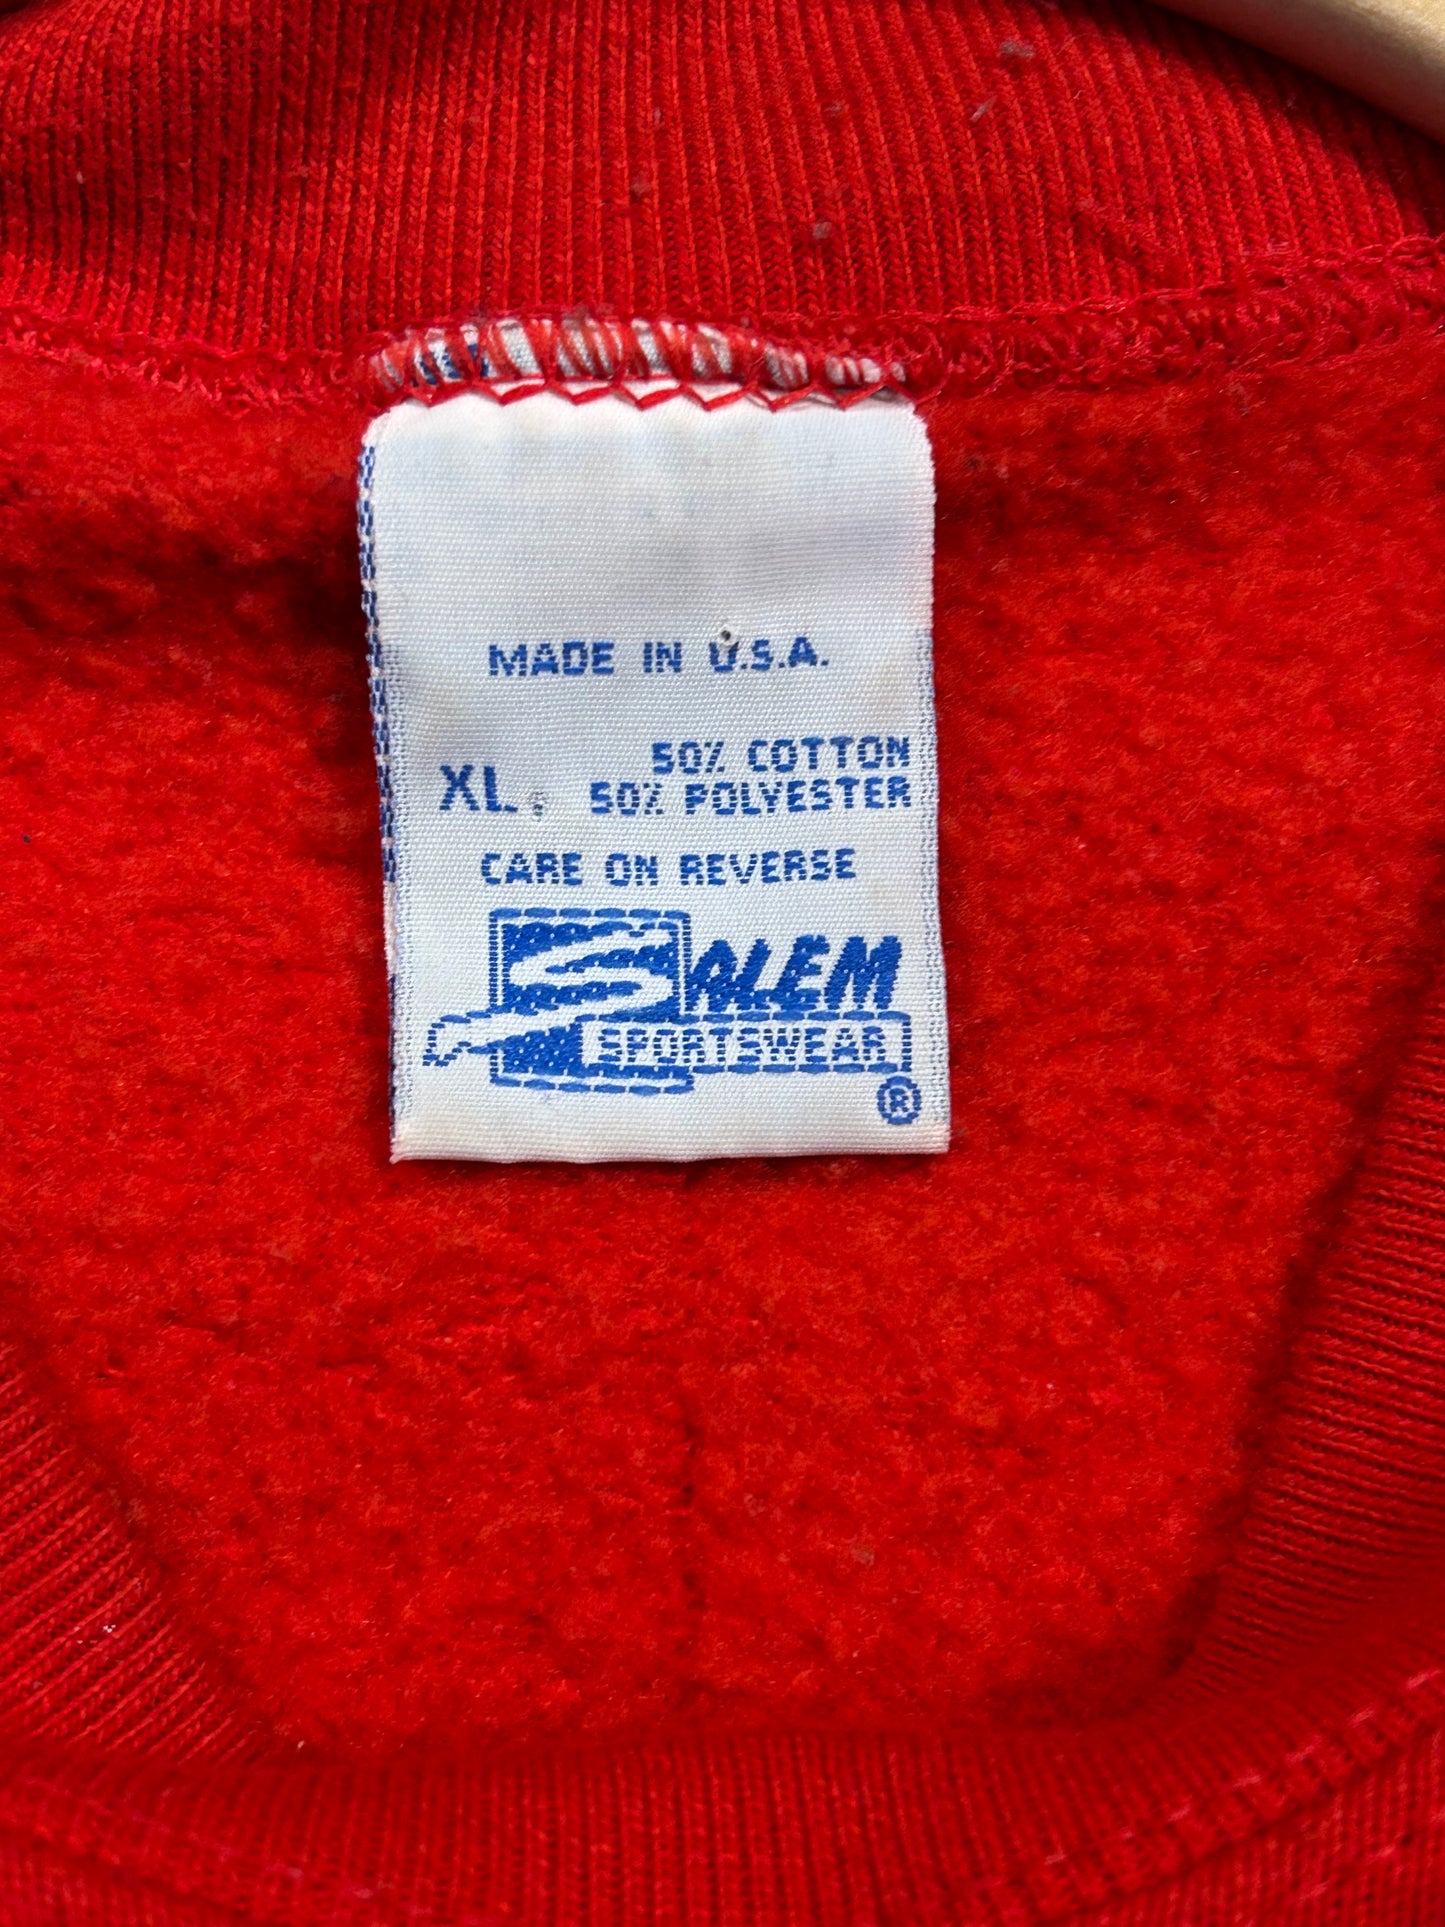 MADE IN U.S.A.
50% COTTON
XL 50% POLYESTER
CARE ON REVERSE
SALEM
SPORTSWEAR
®